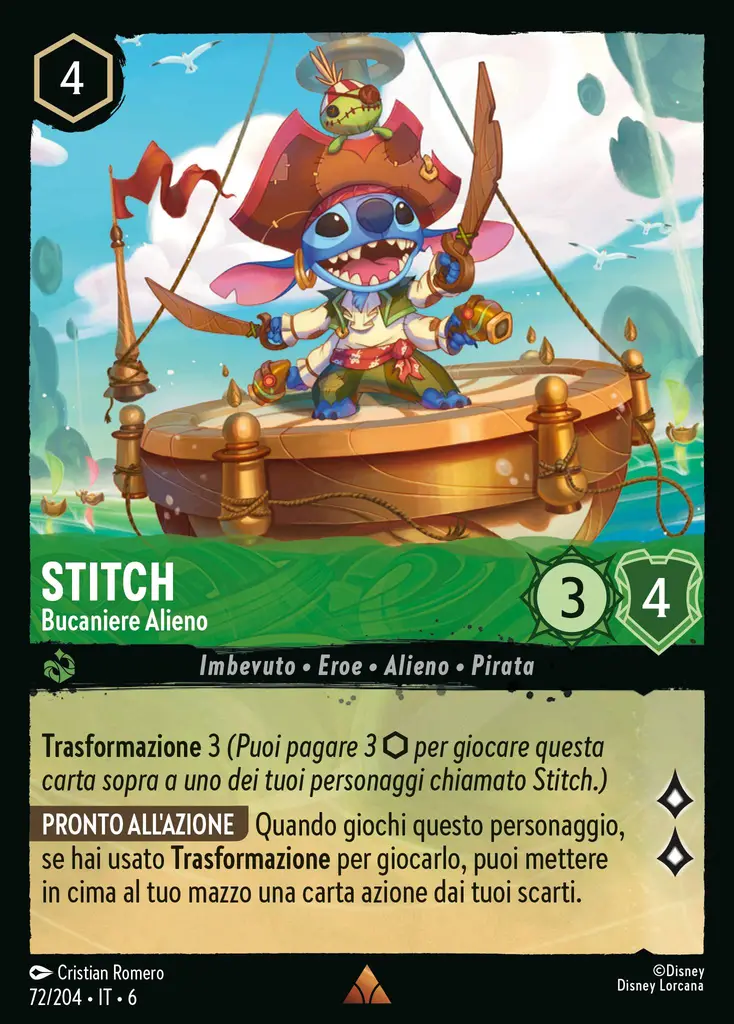 4
STITCH
Bucaniere Alieno
3
4
Imbevuto • Eroe • Alieno • Pirata
Trasformazione 3 (Puoi pagare 3 ⬡ per giocare questa
carta sopra a uno dei tuoi personaggi chiamato Stitch.)
PRONTO ALL'AZIONE Quando giochi questo personaggio,
se hai usato Trasformazione per giocarlo, puoi mettere
in cima al tuo mazzo una carta azione dai tuoi scarti.
Cristian Romero
72/204 • IT • 6
©Disney
Disney Lorcana